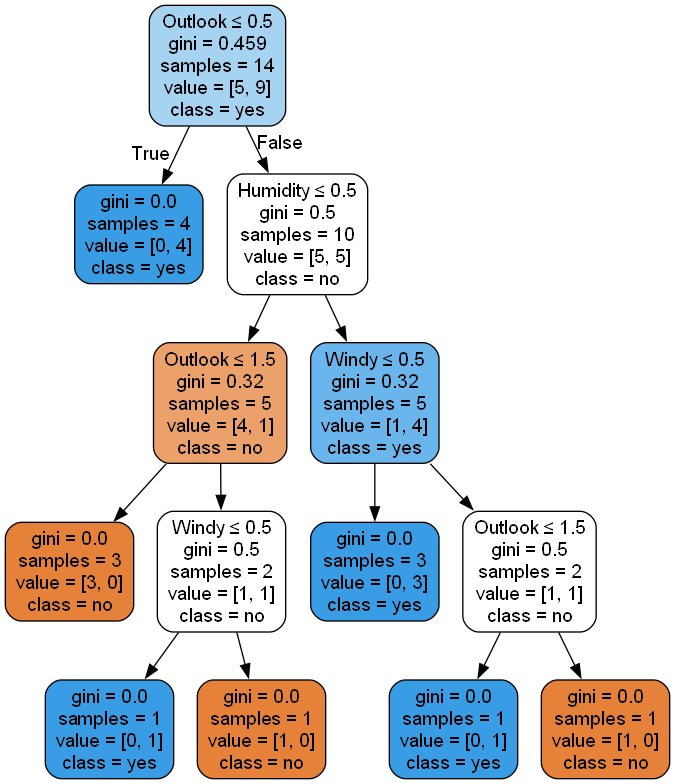 Outlook ≤ 0.5
gini = 0.459
samples = 14
value = [5, 9]
class = yes
True
False
gini = 0.0
samples = 4
value = [0, 4]
class = yes
Humidity ≤ 0.5
gini = 0.5
samples = 10
value = [5, 5]
class = no
Outlook ≤ 1.5
gini = 0.32
samples = 5
value = [4, 1]
class = no
Windy ≤ 0.5
gini = 0.32
samples = 5
value = [1, 4]
class = yes
gini = 0.0
samples = 3
value = [3, 0]
class = no
Windy ≤ 0.5
gini = 0.5
samples = 2
value = [1, 1]
class = no
gini = 0.0
samples = 3
value = [0, 3]
class = yes
Outlook ≤ 1.5
gini = 0.5
samples = 2
value = [1, 1]
class = no
gini = 0.0
samples = 1
value = [0, 1]
class = yes
gini = 0.0
samples = 1
value = [1, 0]
class = no
gini = 0.0
samples = 1
value = [0, 1]
class = yes
gini = 0.0
samples = 1
value = [1, 0]
class = no